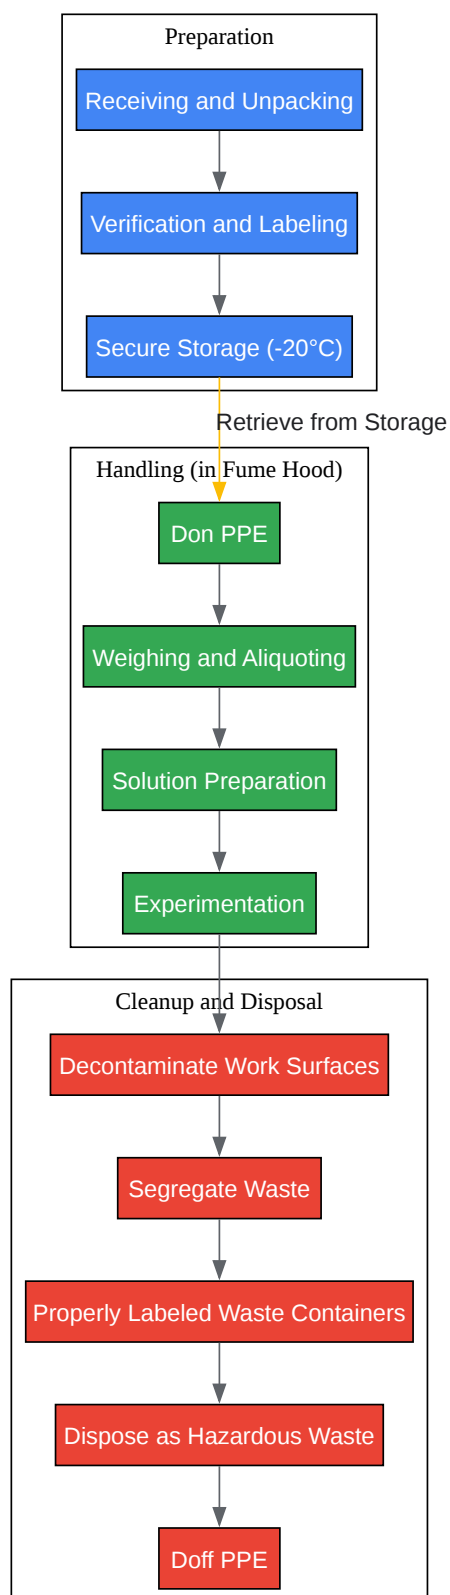 Preparation
Receiving and Unpacking
Verification and Labeling
Secure Storage (-20°C)
Retrieve from Storage
Handling (in Fume Hood)
Don PPE
Weighing and Aliquoting
Solution Preparation
Experimentation
Cleanup and Disposal
Decontaminate Work Surfaces
Segregate Waste
Properly Labeled Waste Containers
Dispose as Hazardous Waste
Doff PPE